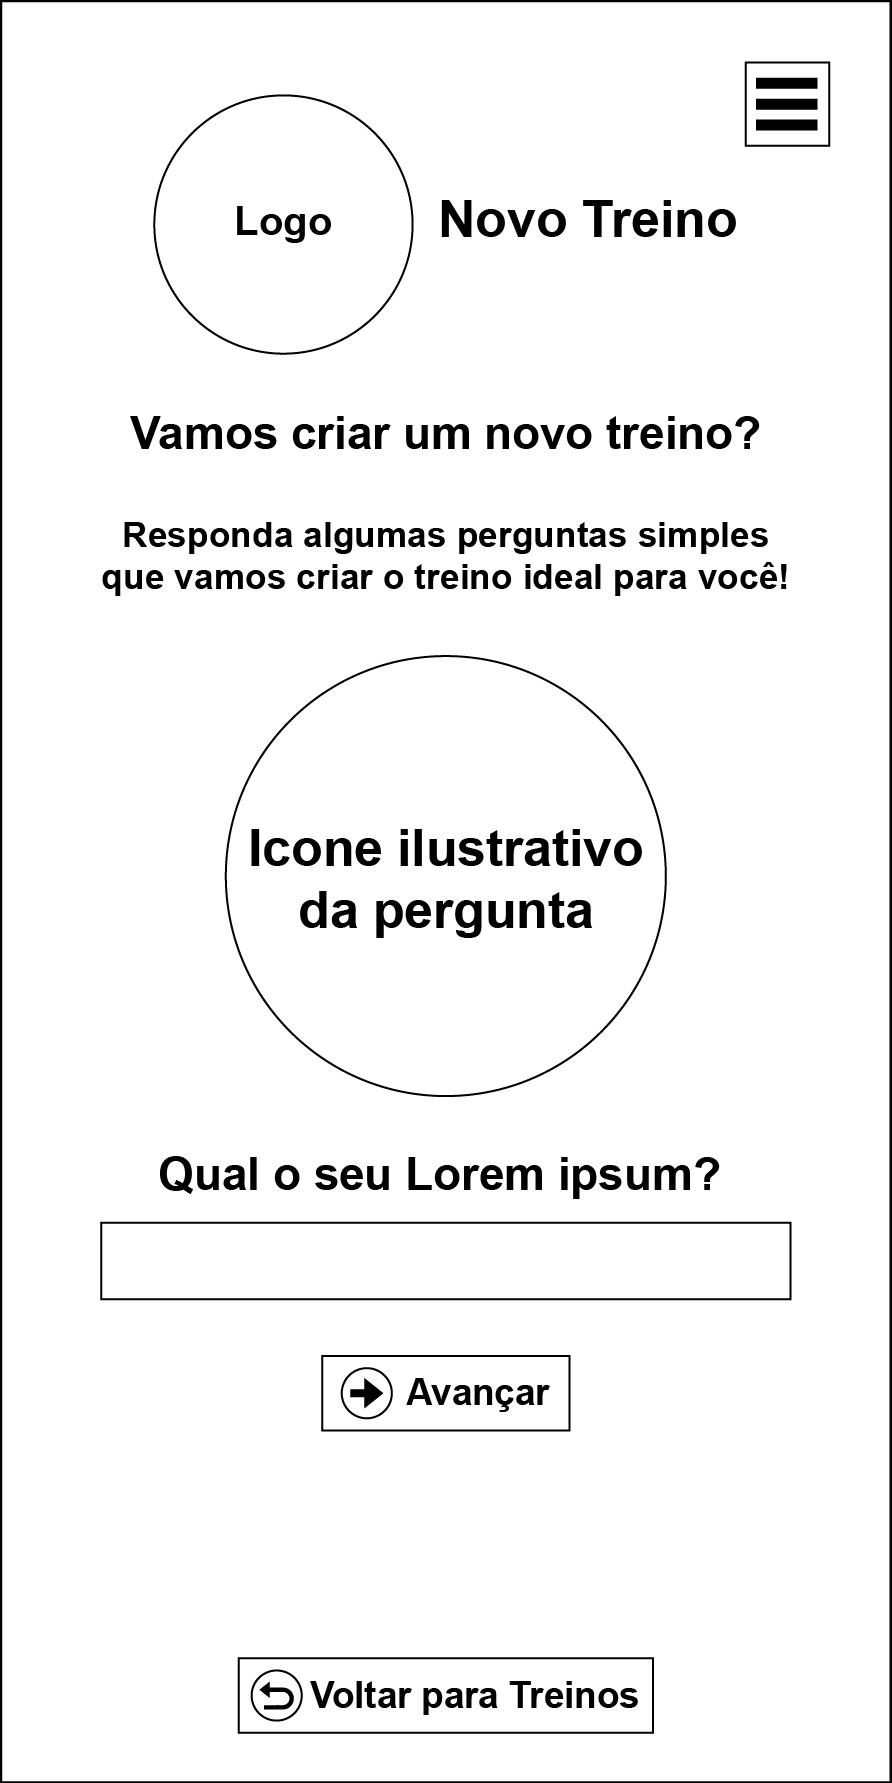 Logo
Novo Treino
Vamos criar um novo treino?
Responda algumas perguntas simples
que vamos criar o treino ideal para você!
Icone ilustrativo
da pergunta
Qual o seu Lorem ipsum?
Avançar
Voltar para Treinos